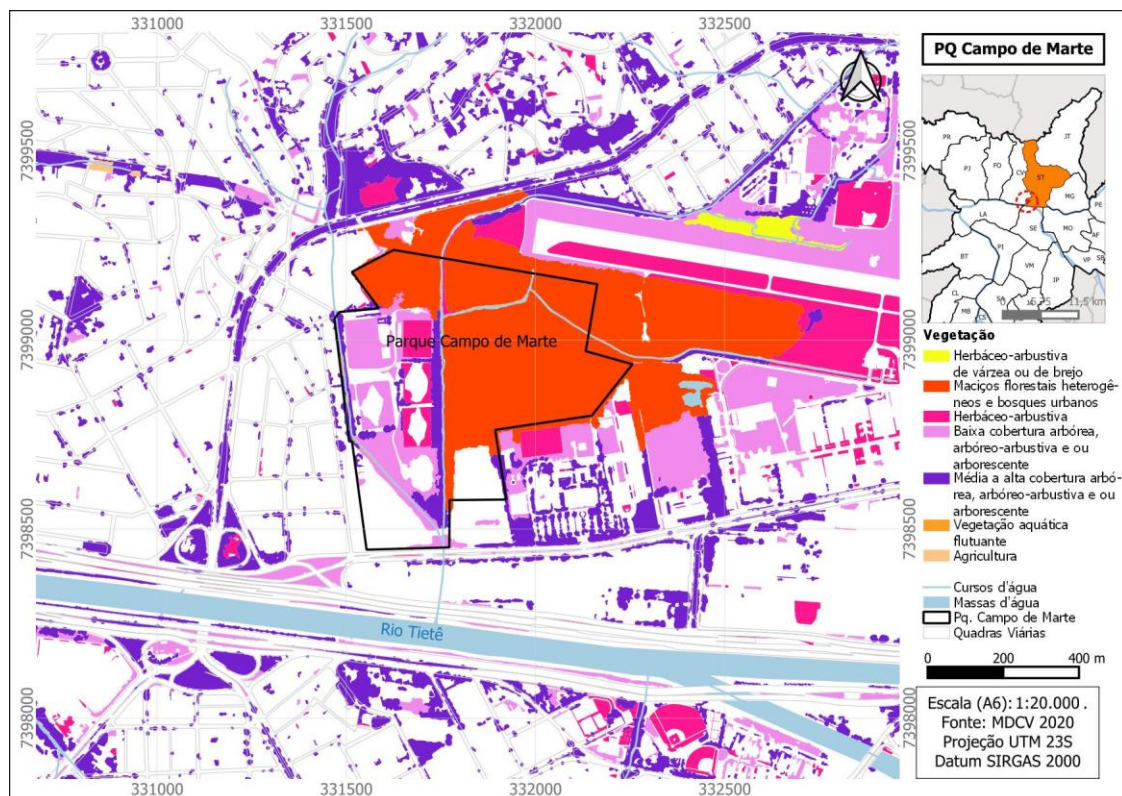 331000
331500
332000
332500
7399500
7399000
7398500
7398000
Parque Campo de Marte
Rio Tietê
7399500
7399000
7398500
7398000
331000
331500
332000
332500
PQ Campo de Marte
JT
PR
PJ
FO
CV
ST
MG
PE
LA
SE
MO
AF
PI
BT
VM
VP
SB
IP
CL
MB
CS
SA
11,5 km
Vegetação
Herbáceo-arbustiva
de várzea ou de brejo
Maciços florestais heterogê-
neos e bosques urbanos
Herbáceo-arbustiva
Baixa cobertura arbórea,
arbóreo-arbustiva e ou
arborescente
Média a alta cobertura arbó-
rea, arbóreo-arbustiva e ou
arborescente
Vegetação aquática
flutuante
Agricultura
Cursos d'água
Massas d'água
Pq. Campo de Marte
Quadras Viárias
0 200 400 m
Escala (A6): 1:20.000 .
Fonte: MDCV 2020
Projeção UTM 23S
Datum SIRGAS 2000